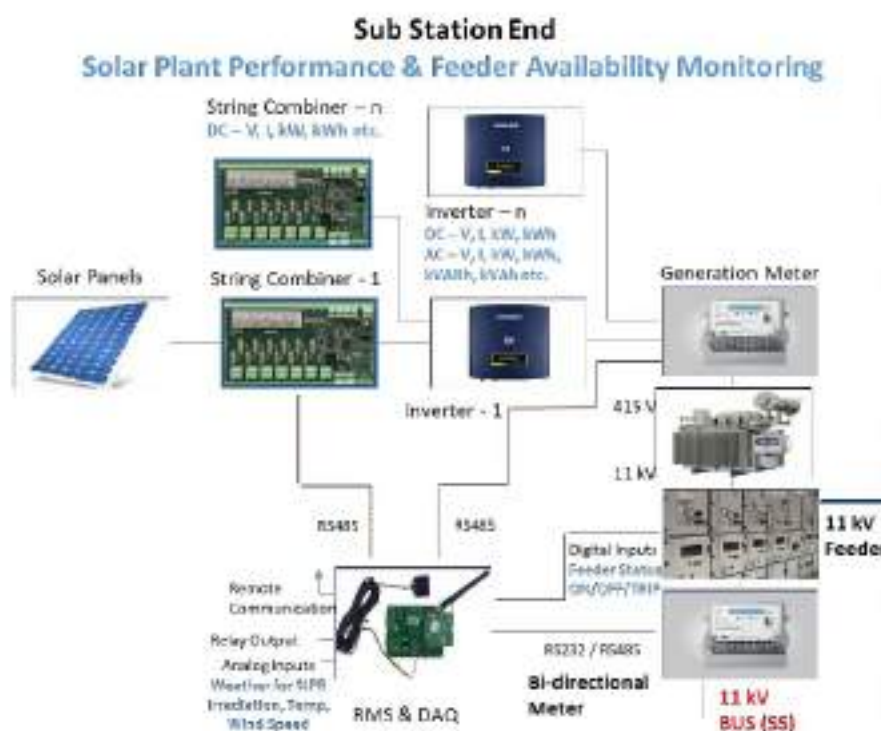 Sub Station End
Solar Plant Performance & Feeder Availability Monitoring
String Combiner – n
DC – V, I, kW, kWh etc.
Inverter – n
DC – V, I, kW, kWh
AC – V, I, kW, kWh,
kVARh, kVAh etc.
Solar Panels
String Combiner - 1
Generation Meter
Inverter - 1
415 V
11 kV
RS485
RS485
11 kV
Feeder
Digital Inputs
Feeder Status
ON/OFF/TRIP
Remote
Communication
Relay Output
Analog Inputs
Weather for %PR
Irradiation, Temp,
Wind Speed
RMS & DAQ
RS232 / RS485
Bi-directional
Meter
11 kV
BUS (SS)